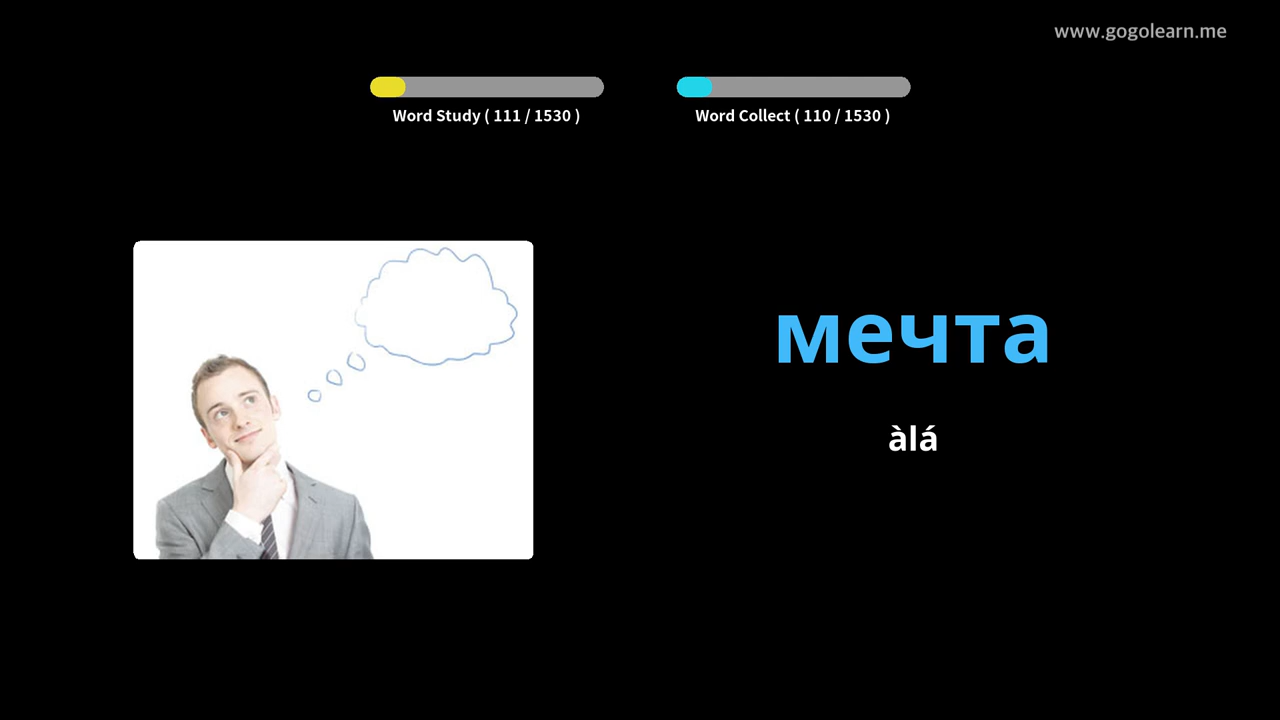 www.gogolearn.me
Word Study ( 111 / 1530 )
Word Collect ( 110 / 1530 )
мечта
àlá